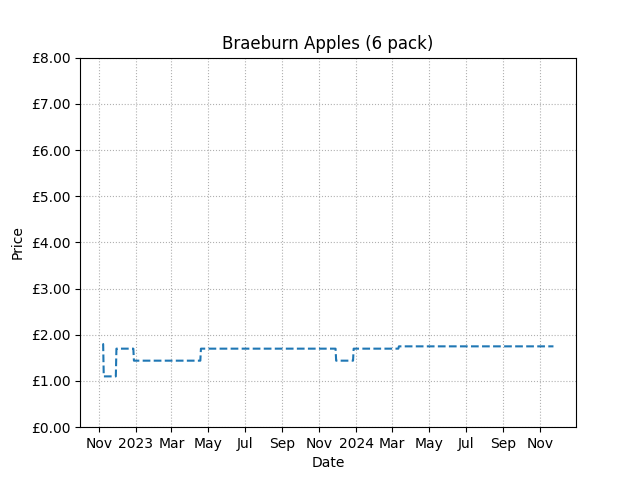 Braeburn Apples (6 pack)
£8.00
£7.00
£6.00
£5.00
£4.00
£3.00
£2.00
£1.00
£0.00
Price
Nov 2023 Mar May Jul Sep Nov 2024 Mar May Jul Sep Nov
Date